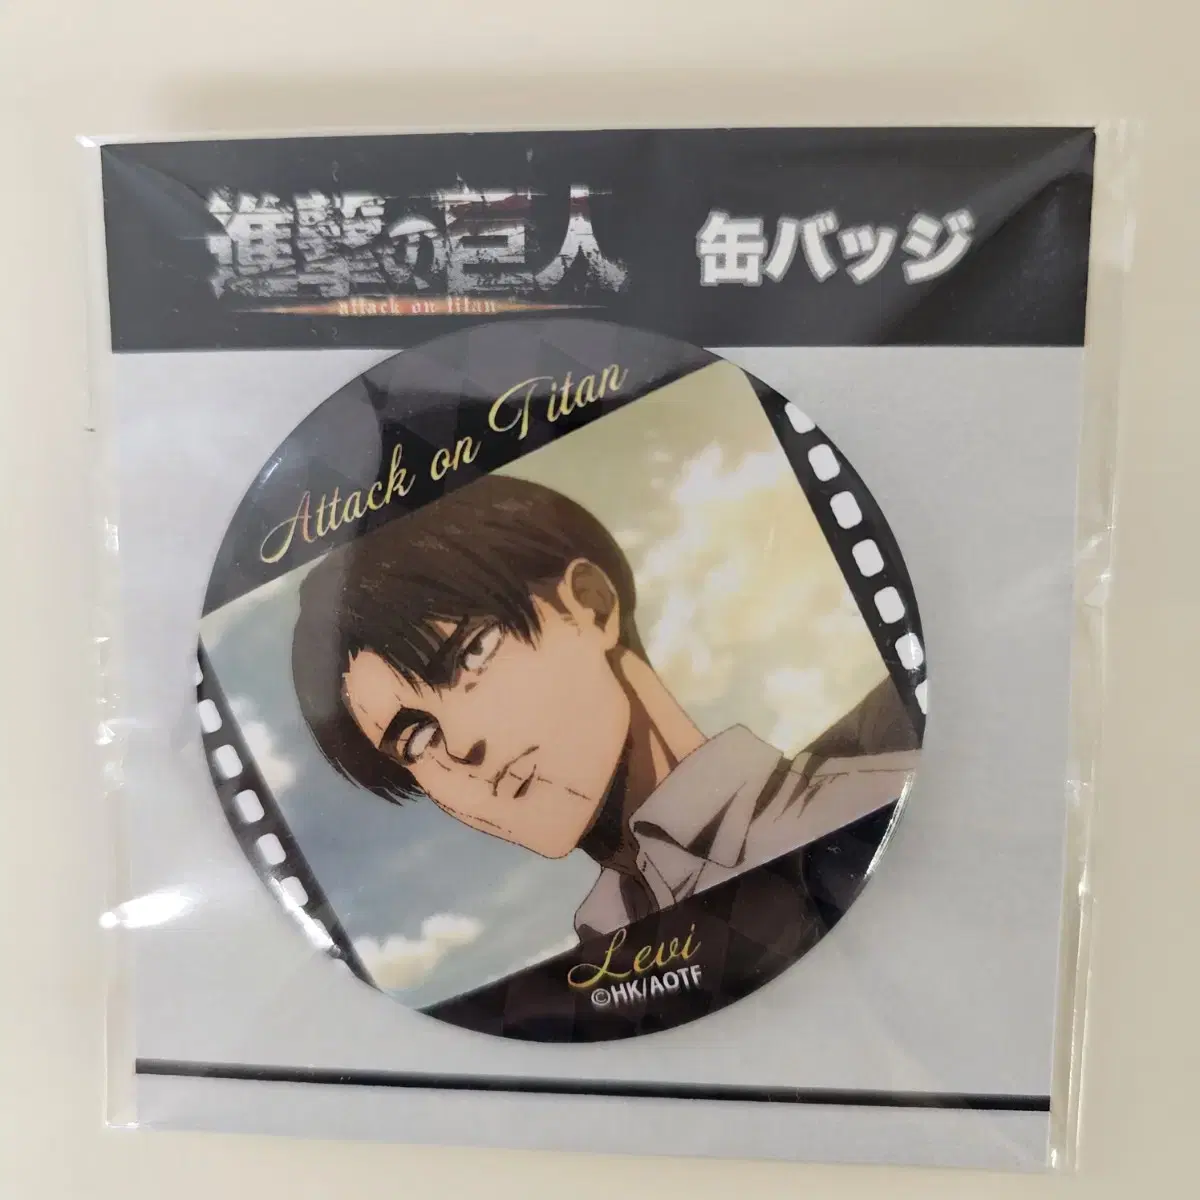 進撃の巨人
attack on titan
缶バッジ
Attack on Titan
Levi
©HK/AOTF